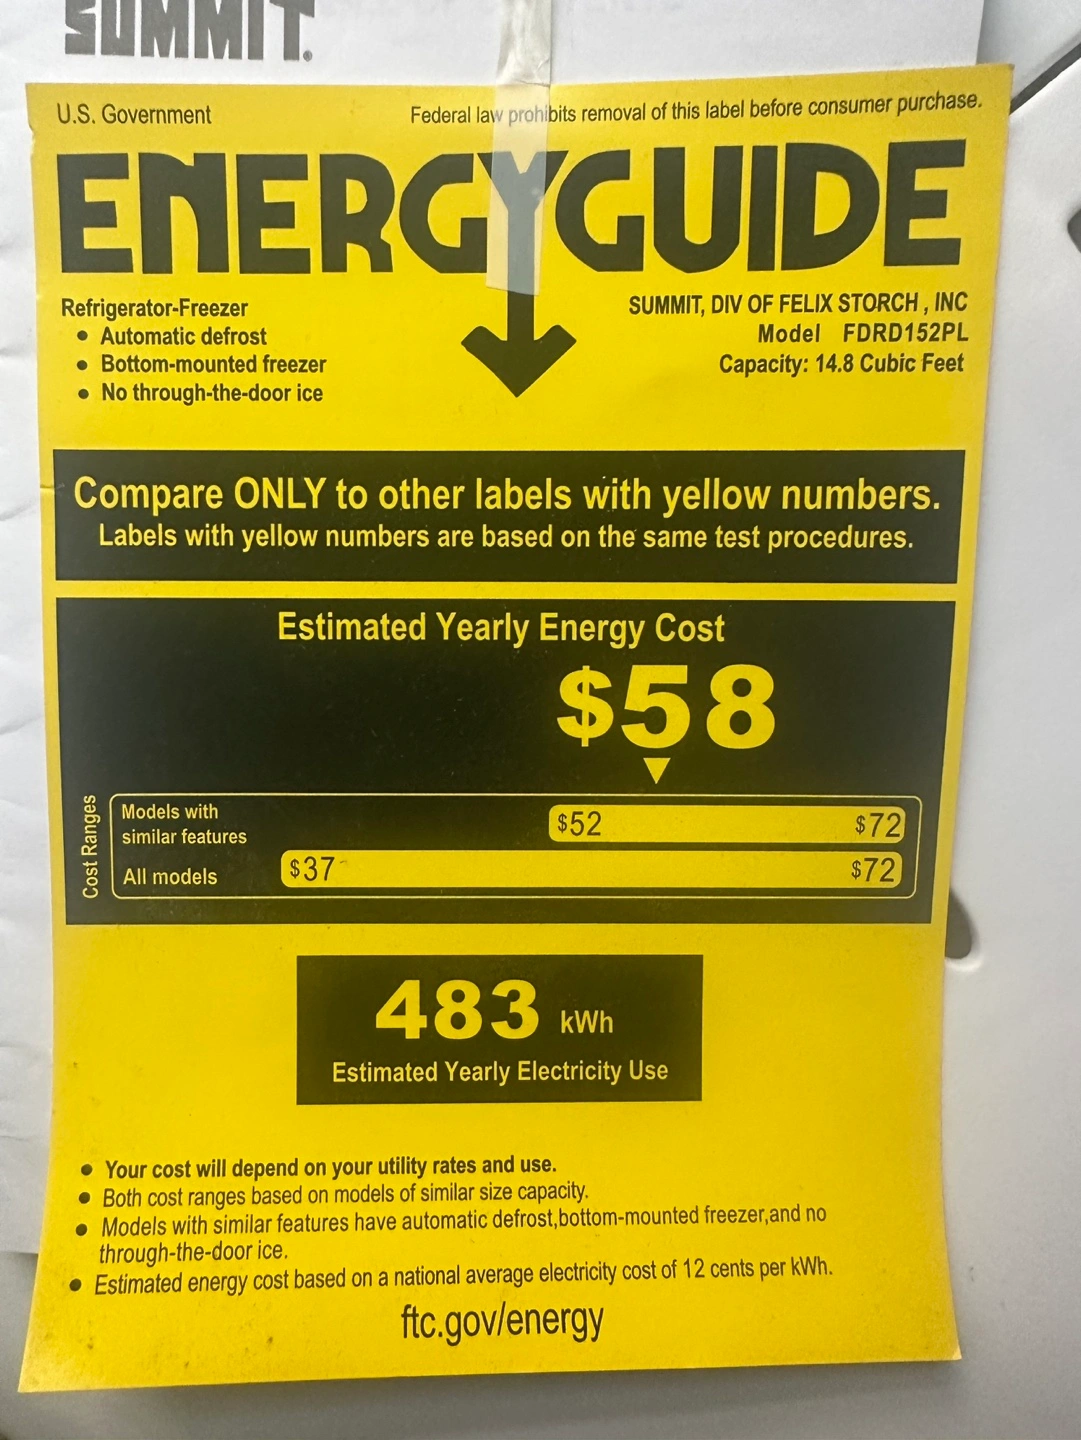 SUMMIT.
U.S. Government
Federal law prohibits removal of this label before consumer purchase.
ENERGYGUIDE
Refrigerator-Freezer
• Automatic defrost
• Bottom-mounted freezer
• No through-the-door ice
SUMMIT, DIV OF FELIX STORCH , INC
Model FDRD152PL
Capacity: 14.8 Cubic Feet
Compare ONLY to other labels with yellow numbers.
Labels with yellow numbers are based on the same test procedures.
Estimated Yearly Energy Cost
$58
Cost Ranges
Models with
similar features
$52 $72
All models
$37 $72
483 kWh
Estimated Yearly Electricity Use
• Your cost will depend on your utility rates and use.
• Both cost ranges based on models of similar size capacity.
• Models with similar features have automatic defrost,bottom-mounted freezer,and no
through-the-door ice.
• Estimated energy cost based on a national average electricity cost of 12 cents per kWh.
ftc.gov/energy